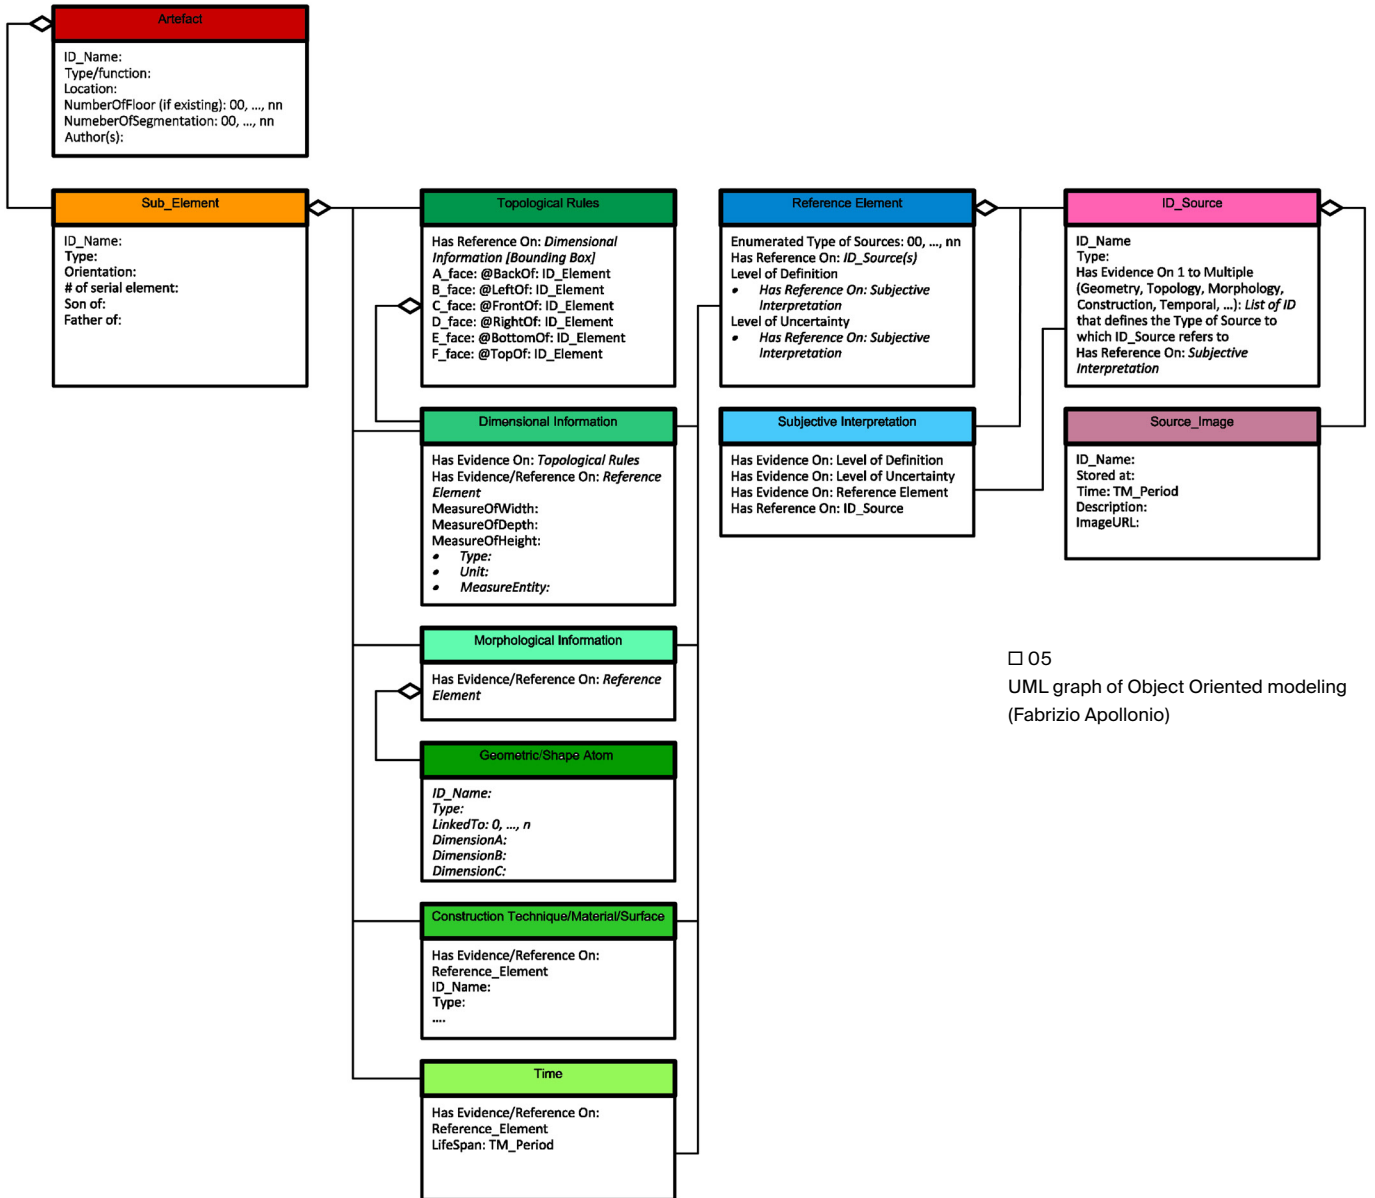 Artefact
ID_Name:
Type/function:
Location:
NumberOfFloor (if existing): 00, ..., nn
NumeberOfSegmentation: 00, ..., nn
Author(s):
Sub_Element
ID_Name:
Type:
Orientation:
# of serial element:
Son of:
Father of:
Topological Rules
Has Reference On: Dimensional
Information [Bounding Box]
A_face: @BackOf: ID_Element
B_face: @LeftOf: ID_Element
C_face: @FrontOf: ID_Element
D_face: @RightOf: ID_Element
E_face: @BottomOf: ID_Element
F_face: @TopOf: ID_Element
Dimensional Information
Has Evidence On: Topological Rules
Has Evidence/Reference On: Reference
Element
MeasureOfWidth:
MeasureOfDepth:
MeasureOfHeight:
• Type:
• Unit:
• MeasureEntity:
Morphological Information
Has Evidence/Reference On: Reference
Element
Geometric/Shape Atom
ID_Name:
Type:
LinkedTo: 0, ..., n
DimensionA:
DimensionB:
DimensionC:
Construction Technique/Material/Surface
Has Evidence/Reference On:
Reference_Element
ID_Name:
Type:
....
Time
Has Evidence/Reference On:
Reference_Element
LifeSpan: TM_Period
Reference Element
Enumerated Type of Sources: 00, ..., nn
Has Reference On: ID_Source(s)
Level of Definition
• Has Reference On: Subjective
Interpretation
Level of Uncertainty
• Has Reference On: Subjective
Interpretation
Subjective Interpretation
Has Evidence On: Level of Definition
Has Evidence On: Level of Uncertainty
Has Evidence On: Reference Element
Has Reference On: ID_Source
ID_Source
ID_Name
Type:
Has Evidence On 1 to Multiple
(Geometry, Topology, Morphology,
Construction, Temporal, ...): List of ID
that defines the Type of Source to
which ID_Source refers to
Has Reference On: Subjective
Interpretation
Source_Image
ID_Name:
Stored at:
Time: TM_Period
Description:
ImageURL:
☐ 05
UML graph of Object Oriented modeling
(Fabrizio Apollonio)